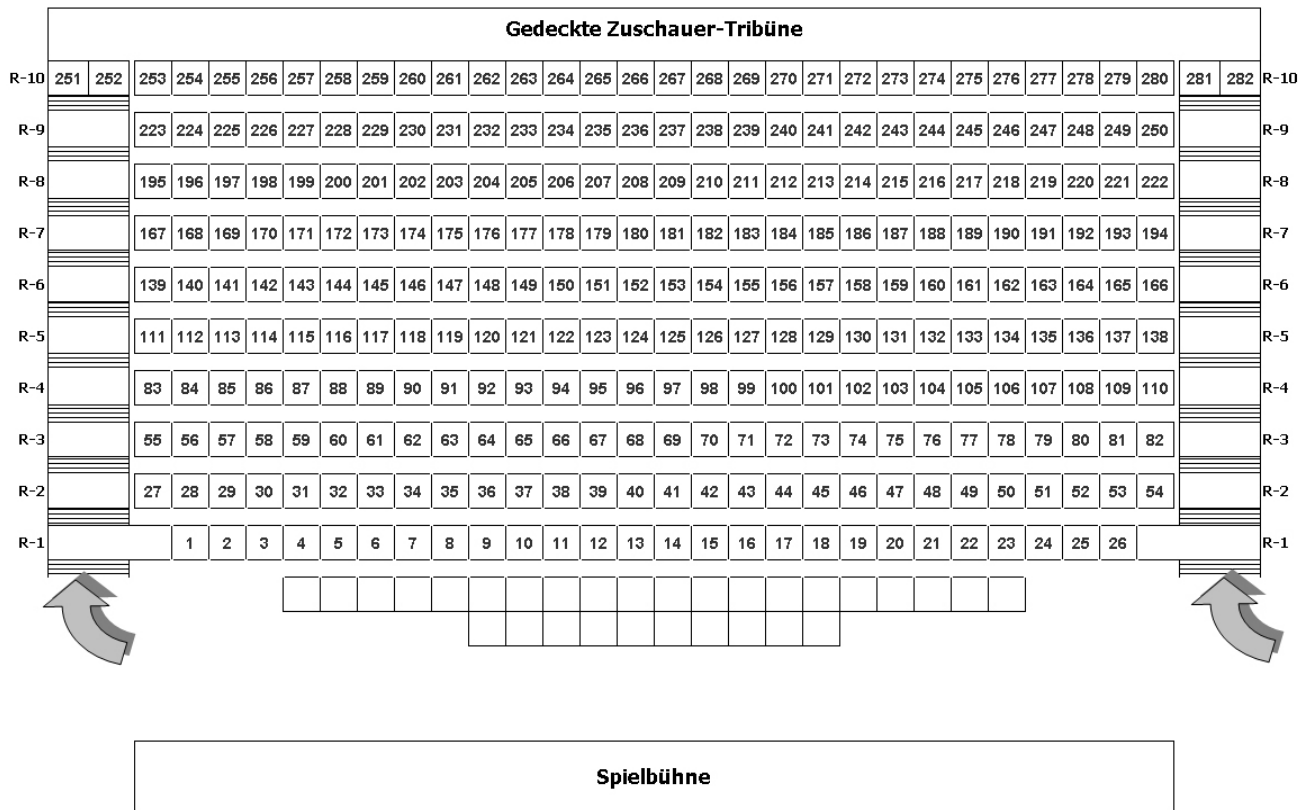 Gedeckte Zuschauer-Tribüne
R-10 251 252 253 254 255 256 257 258 259 260 261 262 263 264 265 266 267 268 269 270 271 272 273 274 275 276 277 278 279 280 281 282 R-10
R-9 223 224 225 226 227 228 229 230 231 232 233 234 235 236 237 238 239 240 241 242 243 244 245 246 247 248 249 250 R-9
R-8 195 196 197 198 199 200 201 202 203 204 205 206 207 208 209 210 211 212 213 214 215 216 217 218 219 220 221 222 R-8
R-7 167 168 169 170 171 172 173 174 175 176 177 178 179 180 181 182 183 184 185 186 187 188 189 190 191 192 193 194 R-7
R-6 139 140 141 142 143 144 145 146 147 148 149 150 151 152 153 154 155 156 157 158 159 160 161 162 163 164 165 166 R-6
R-5 111 112 113 114 115 116 117 118 119 120 121 122 123 124 125 126 127 128 129 130 131 132 133 134 135 136 137 138 R-5
R-4 83 84 85 86 87 88 89 90 91 92 93 94 95 96 97 98 99 100 101 102 103 104 105 106 107 108 109 110 R-4
R-3 55 56 57 58 59 60 61 62 63 64 65 66 67 68 69 70 71 72 73 74 75 76 77 78 79 80 81 82 R-3
R-2 27 28 29 30 31 32 33 34 35 36 37 38 39 40 41 42 43 44 45 46 47 48 49 50 51 52 53 54 R-2
R-1 1 2 3 4 5 6 7 8 9 10 11 12 13 14 15 16 17 18 19 20 21 22 23 24 25 26 R-1
Spielbühne